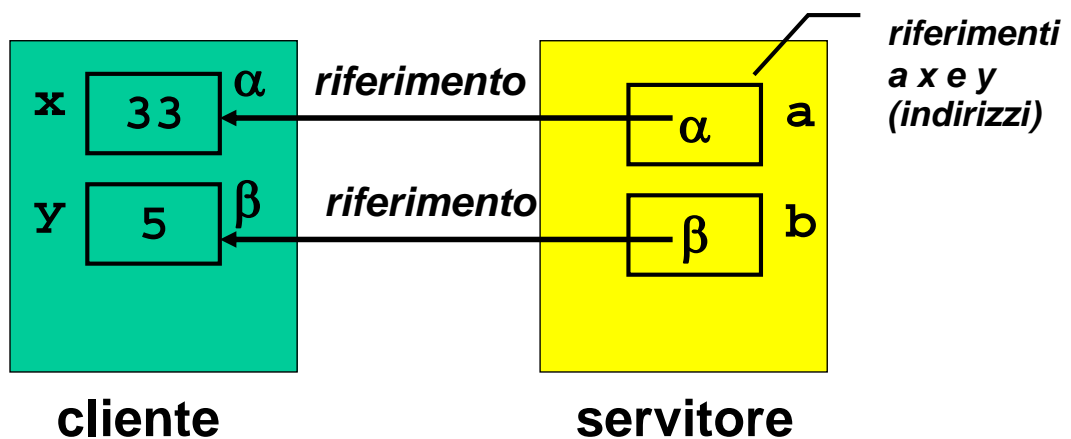 riferimenti
a x e y
(indirizzi)
x 33 α riferimento α a
y 5 β riferimento β b
cliente servitore